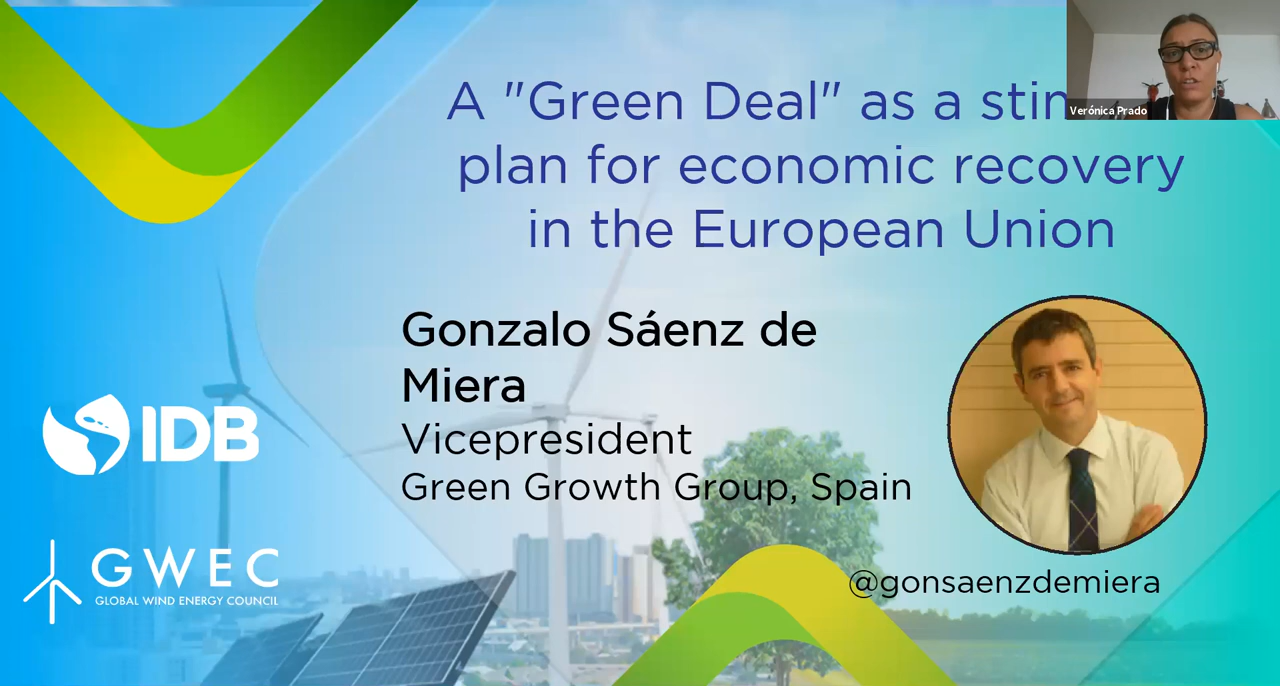 A "Green Deal" as a
plan for economic recovery
in the European Union
Verónica Prado
Gonzalo Sáenz de
Miera
Vicepresident
Green Growth Group, Spain
@gonsaenzdemiera
IDB
GWEC
GLOBAL WIND ENERGY COUNCIL